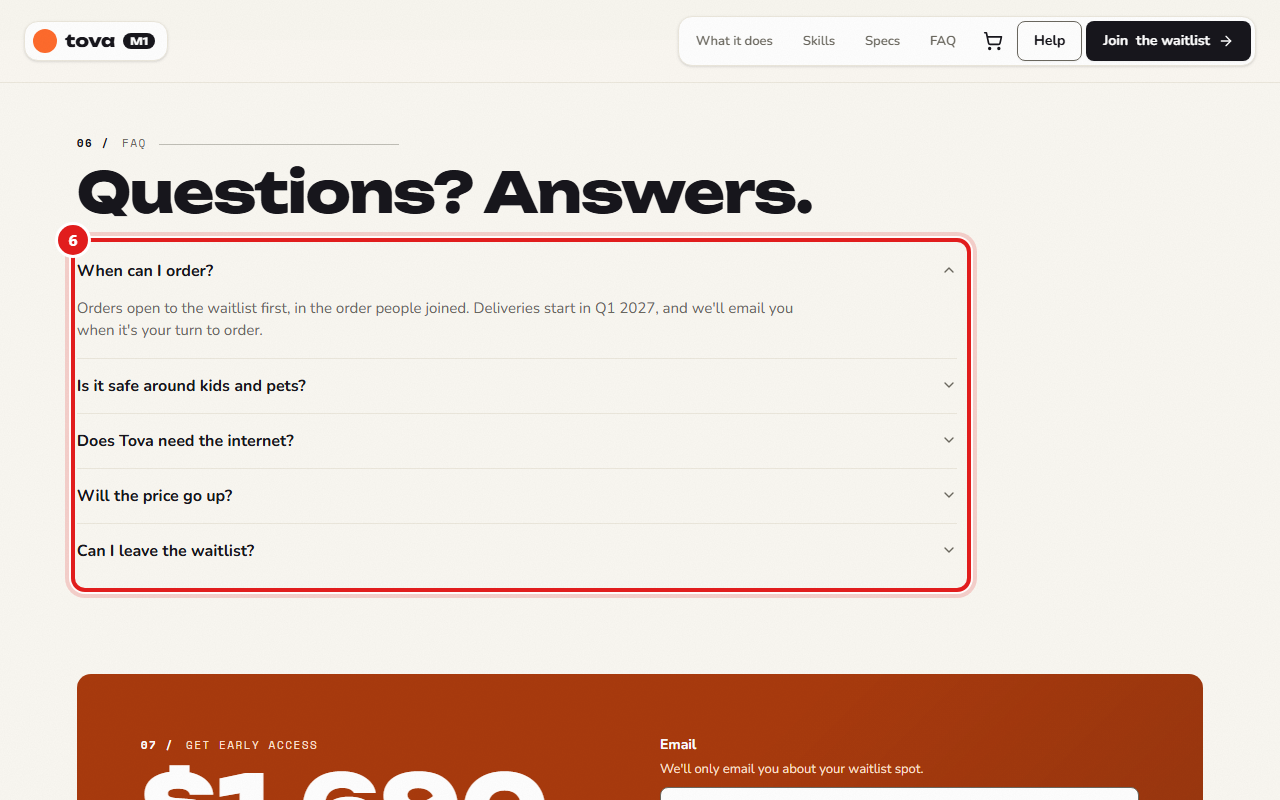 tova M1
What it does Skills Specs FAQ Help Join the waitlist →
06 / FAQ
Questions? Answers.
6
When can I order?
Orders open to the waitlist first, in the order people joined. Deliveries start in Q1 2027, and we'll email you
when it's your turn to order.
Is it safe around kids and pets?
Does Tova need the internet?
Will the price go up?
Can I leave the waitlist?
07 / GET EARLY ACCESS
Email
We'll only email you about your waitlist spot.